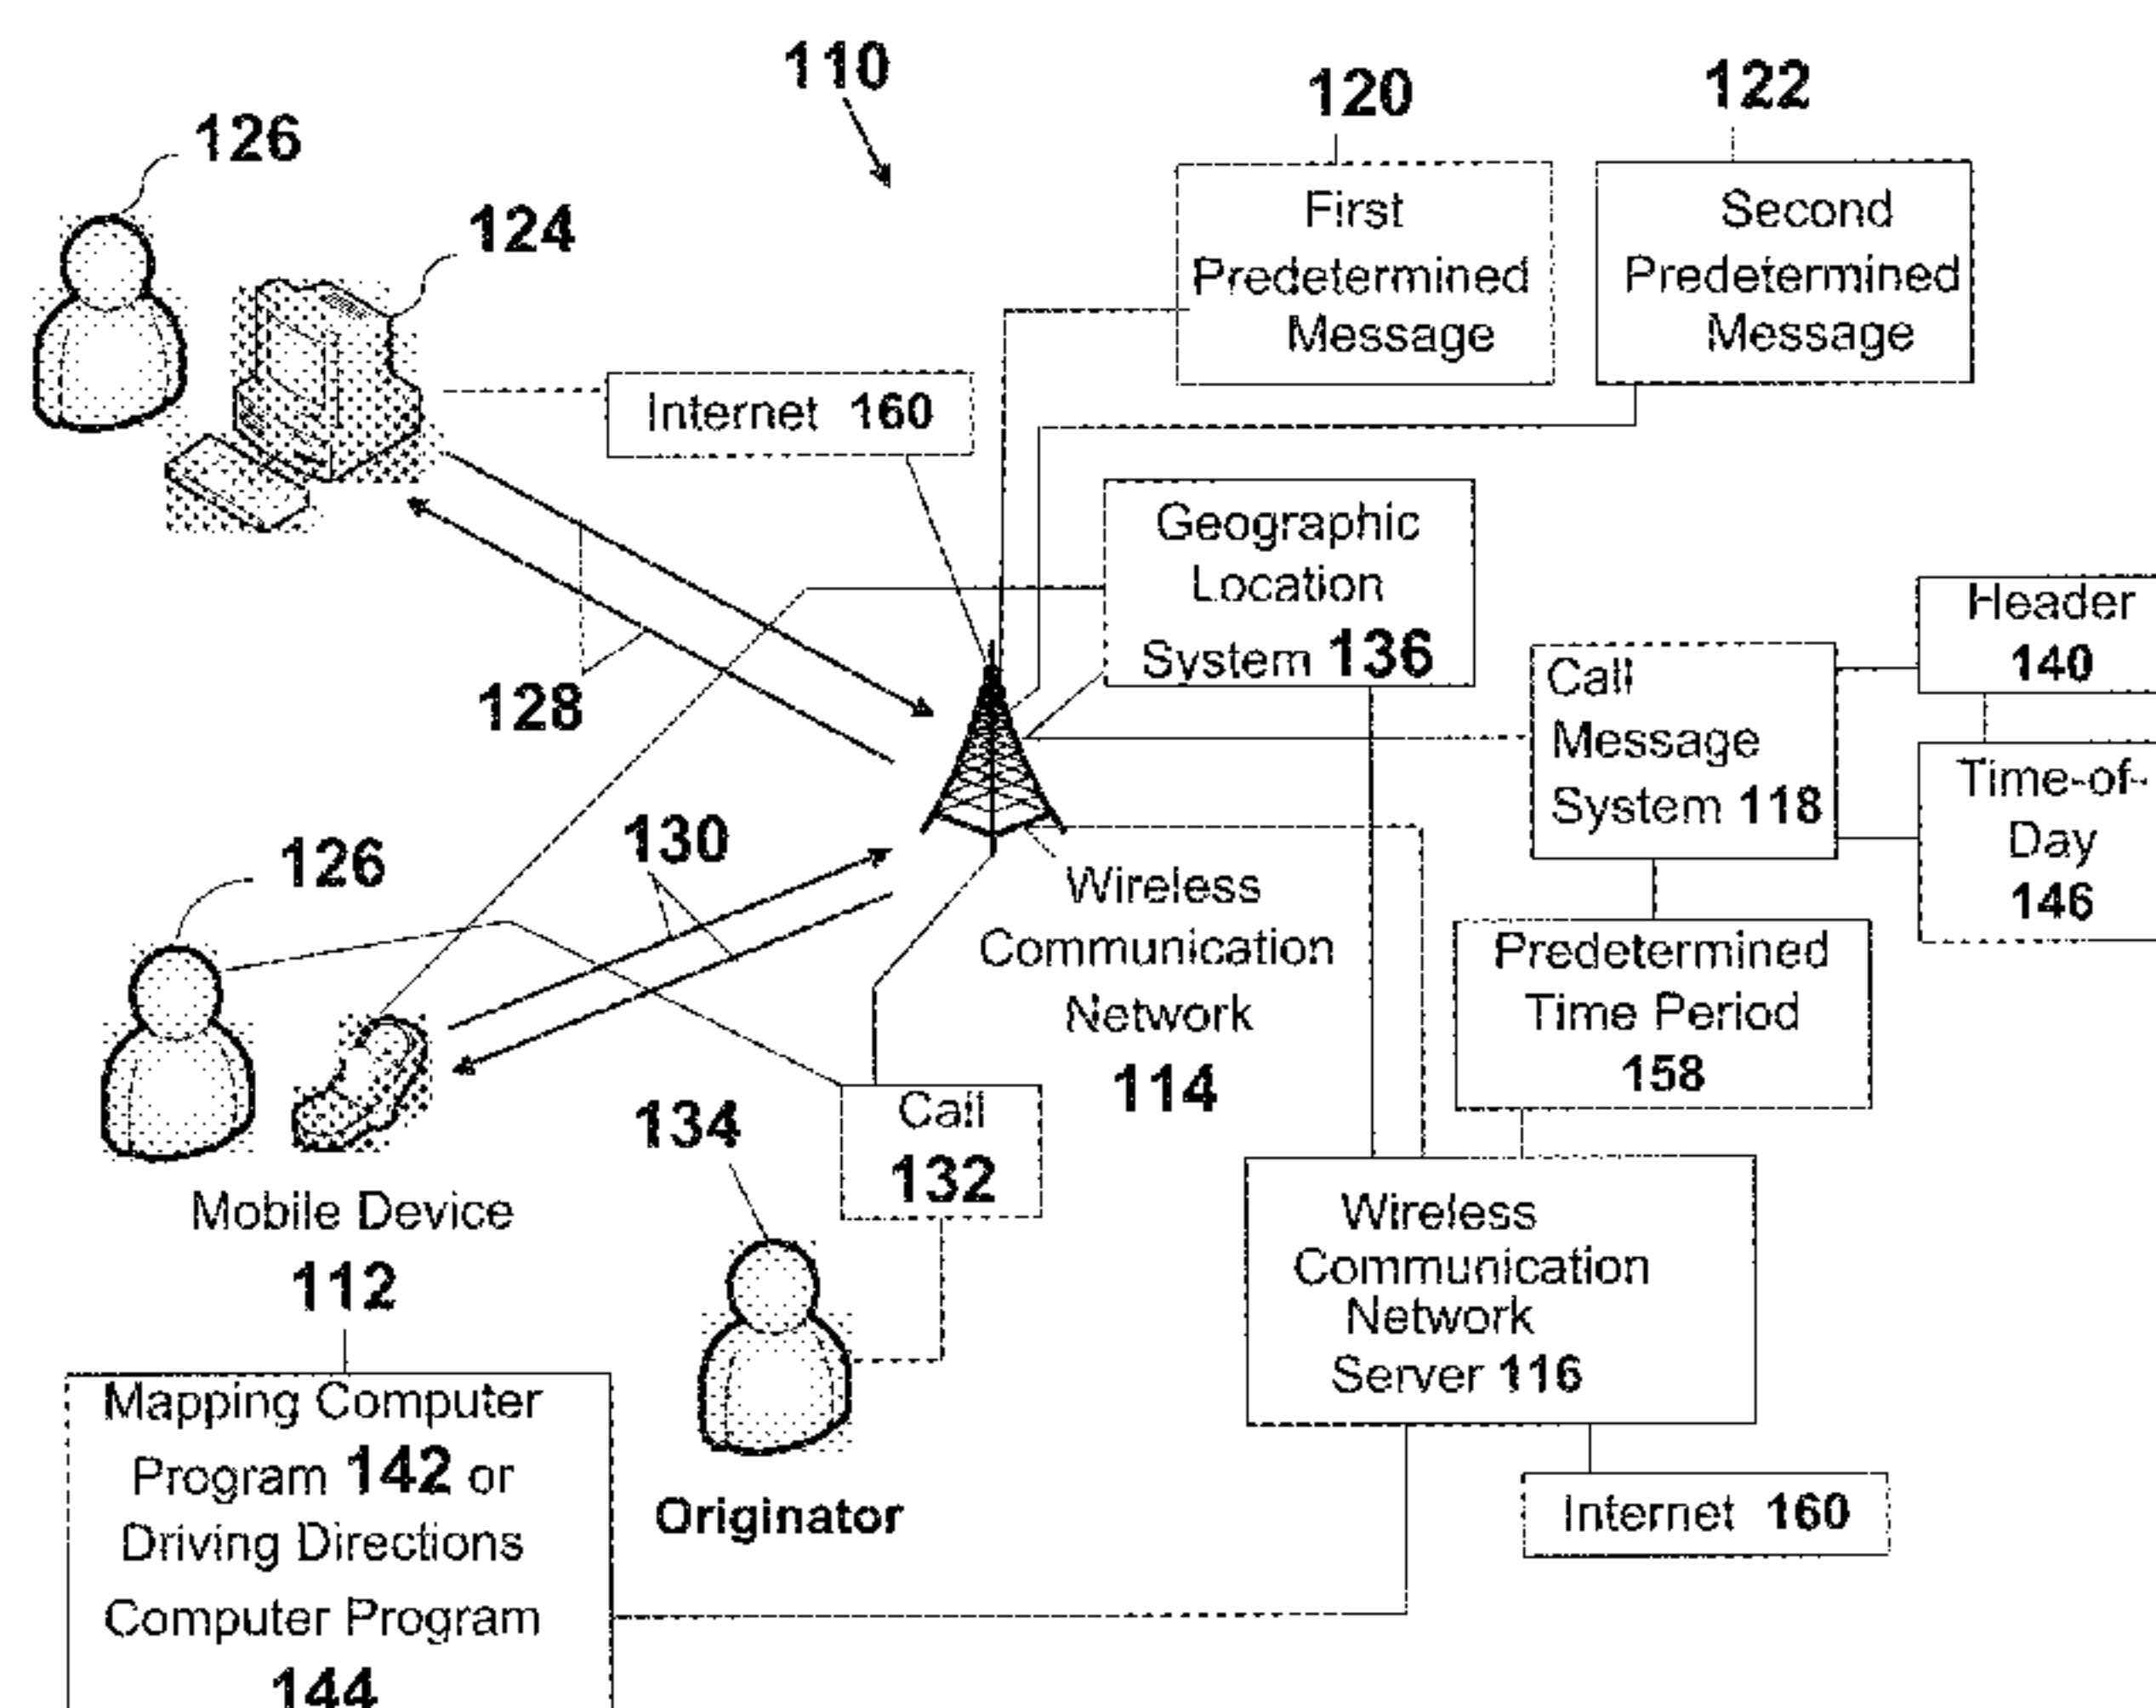 110
120
122
126
124
First
Predetermined
Message
Second
Predetermined
Message
Internet 160
Geographic
Location
System 136
128
Header
140
Call
Message
System 118
Time-of-
Day
146
130
126
Wireless
Communication
Network
114
Predetermined
Time Period
158
Call
132
134
Mobile Device
112
Wireless
Communication
Network
Server 116
Mapping Computer
Program 142 or
Driving Directions
Computer Program
144
Originator
Internet 160